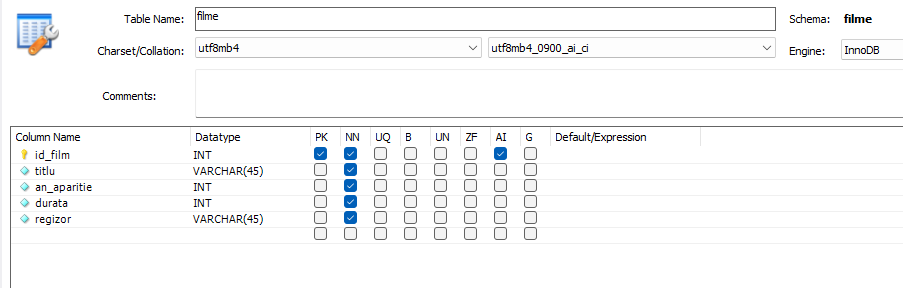 Table Name: filme Schema: filme
Charset/Collation: utf8mb4 utf8mb4_0900_ai_ci Engine: InnoDB
Comments:
Column Name Datatype PK NN UQ B UN ZF AI G Default/Expression
id_film INT
titlu VARCHAR(45)
an_aparitie INT
durata INT
regizor VARCHAR(45)